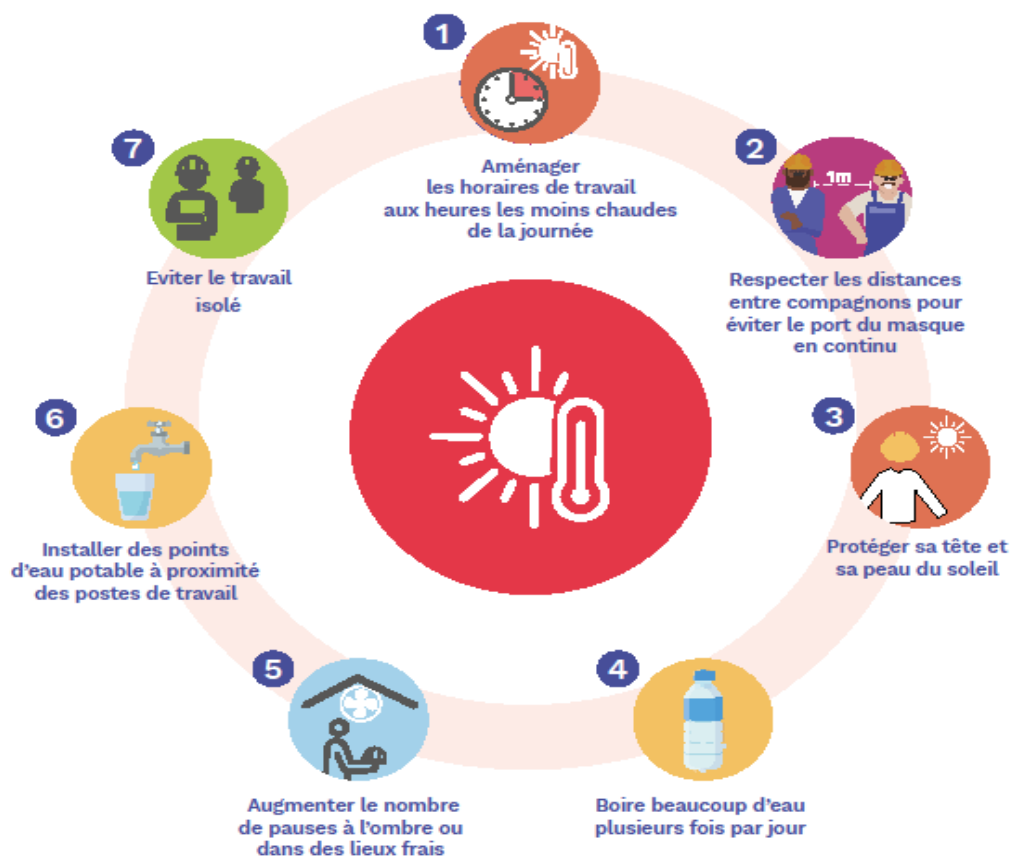 1
Aménager
les horaires de travail
aux heures les moins chaudes
de la journée
2
1m
Respecter les distances
entre compagnons pour
éviter le port du masque
en continu
3
Protéger sa tête et
sa peau du soleil
4
Boire beaucoup d'eau
plusieurs fois par jour
5
Augmenter le nombre
de pauses à l'ombre ou
dans des lieux frais
6
Installer des points
d'eau potable à proximité
des postes de travail
7
Eviter le travail
isolé